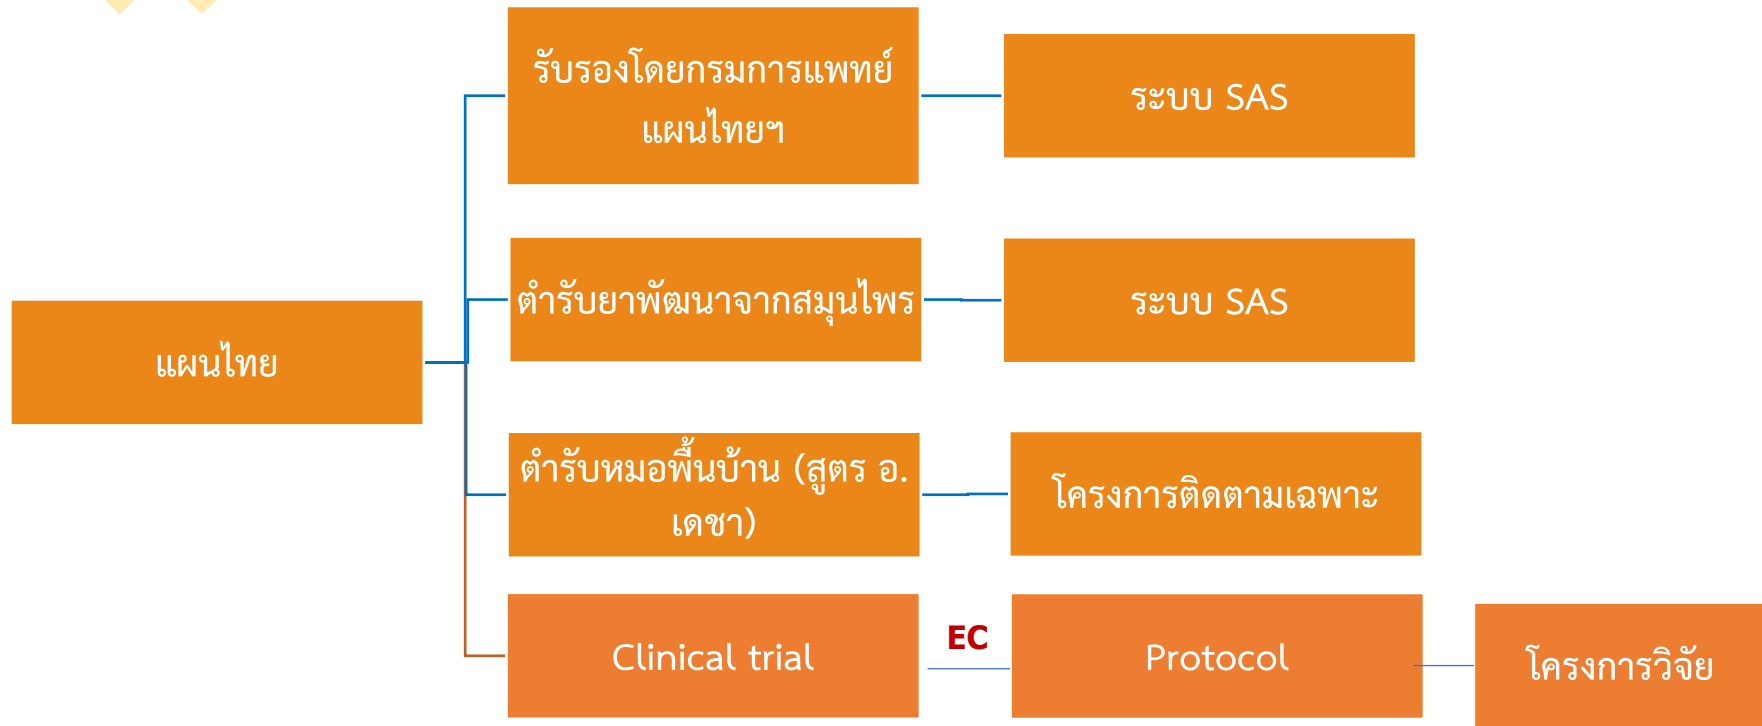 แผนไทย
รับรองโดยกรมการแพทย์
แผนไทยฯ
ระบบ SAS
ตำรับยาพัฒนาจากสมุนไพร
ระบบ SAS
ตำรับหมอพื้นบ้าน (สูตร อ.
เดชา)
โครงการติดตามเฉพาะ
Clinical trial
EC
Protocol
โครงการวิจัย